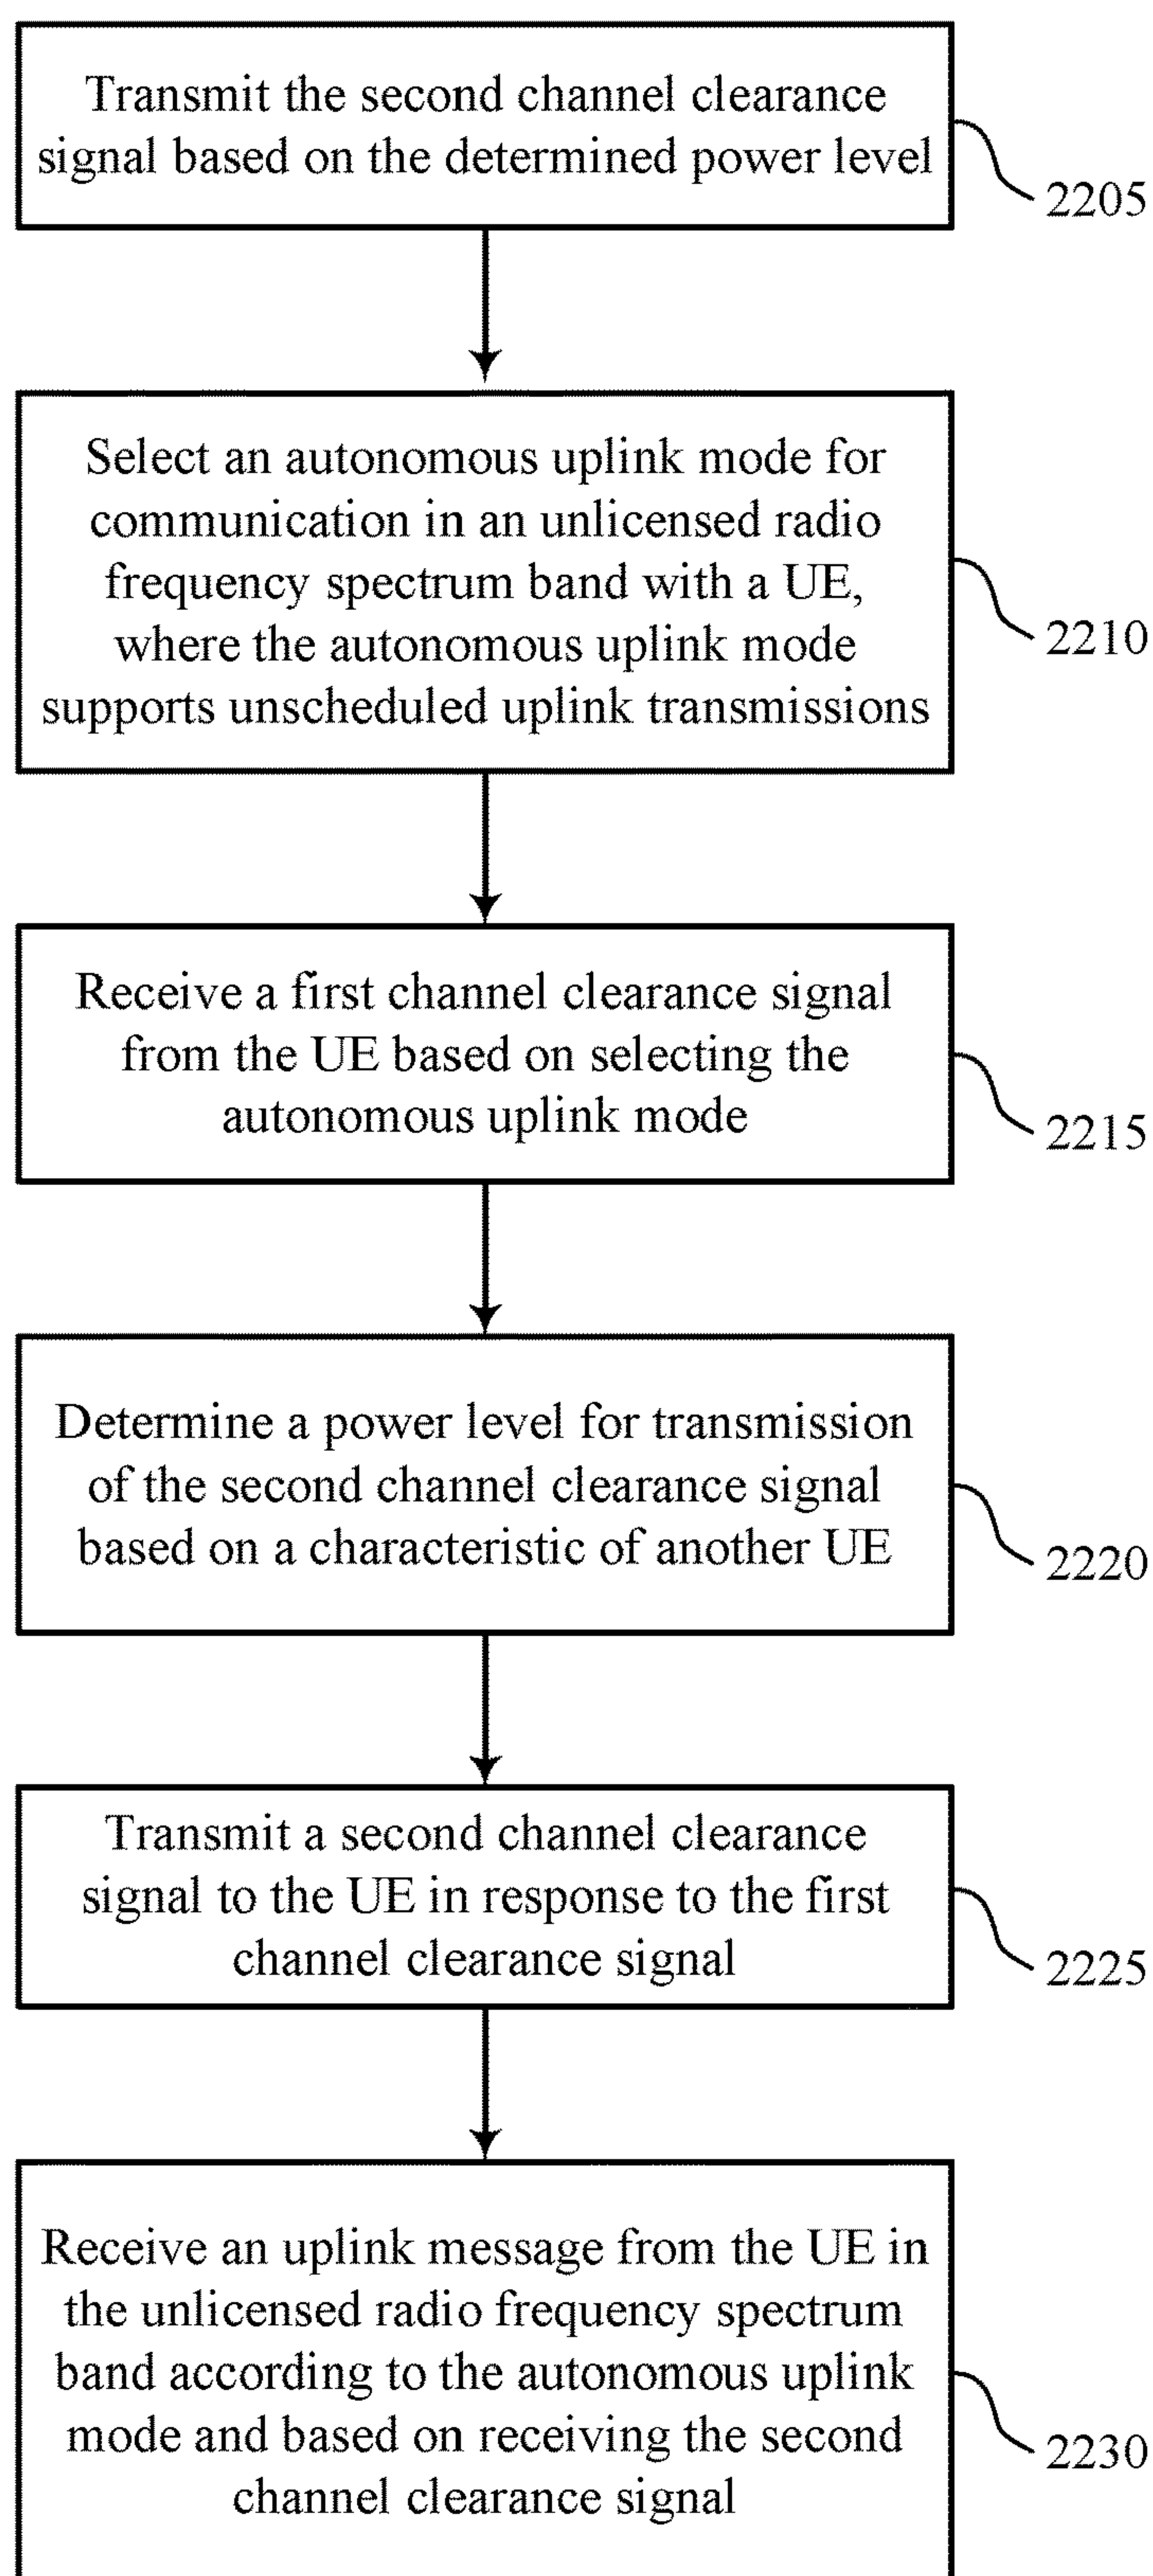 Transmit the second channel clearance
signal based on the determined power level
2205
Select an autonomous uplink mode for
communication in an unlicensed radio
frequency spectrum band with a UE,
where the autonomous uplink mode
supports unscheduled uplink transmissions
2210
Receive a first channel clearance signal
from the UE based on selecting the
autonomous uplink mode
2215
Determine a power level for transmission
of the second channel clearance signal
based on a characteristic of another UE
2220
Transmit a second channel clearance
signal to the UE in response to the first
channel clearance signal
2225
Receive an uplink message from the UE in
the unlicensed radio frequency spectrum
band according to the autonomous uplink
mode and based on receiving the second
channel clearance signal
2230